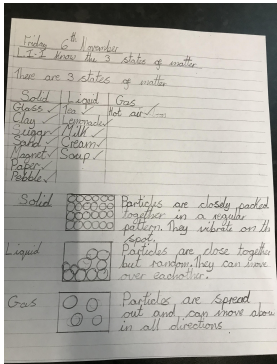 Friday 6th November
L.I-I know the 3 states of matter
There are 3 states of matter
Solid Liquid Gas
Glass ✓ Tea ✓ Hot air ✓
Clay ✓ Lemonade ✓
Sugar ✓ Milk ✓
Sand ✓ Cream ✓
Magnet ✓ Soup ✓
Paper ✓
Pebble ✓
Solid Particles are closely packed
together in a regular
pattern. They vibrate on the
spot.
Liquid Particles are close together
but random. They can move
over eachother.
Gas Particles are spread
out and can move about
in all directions.